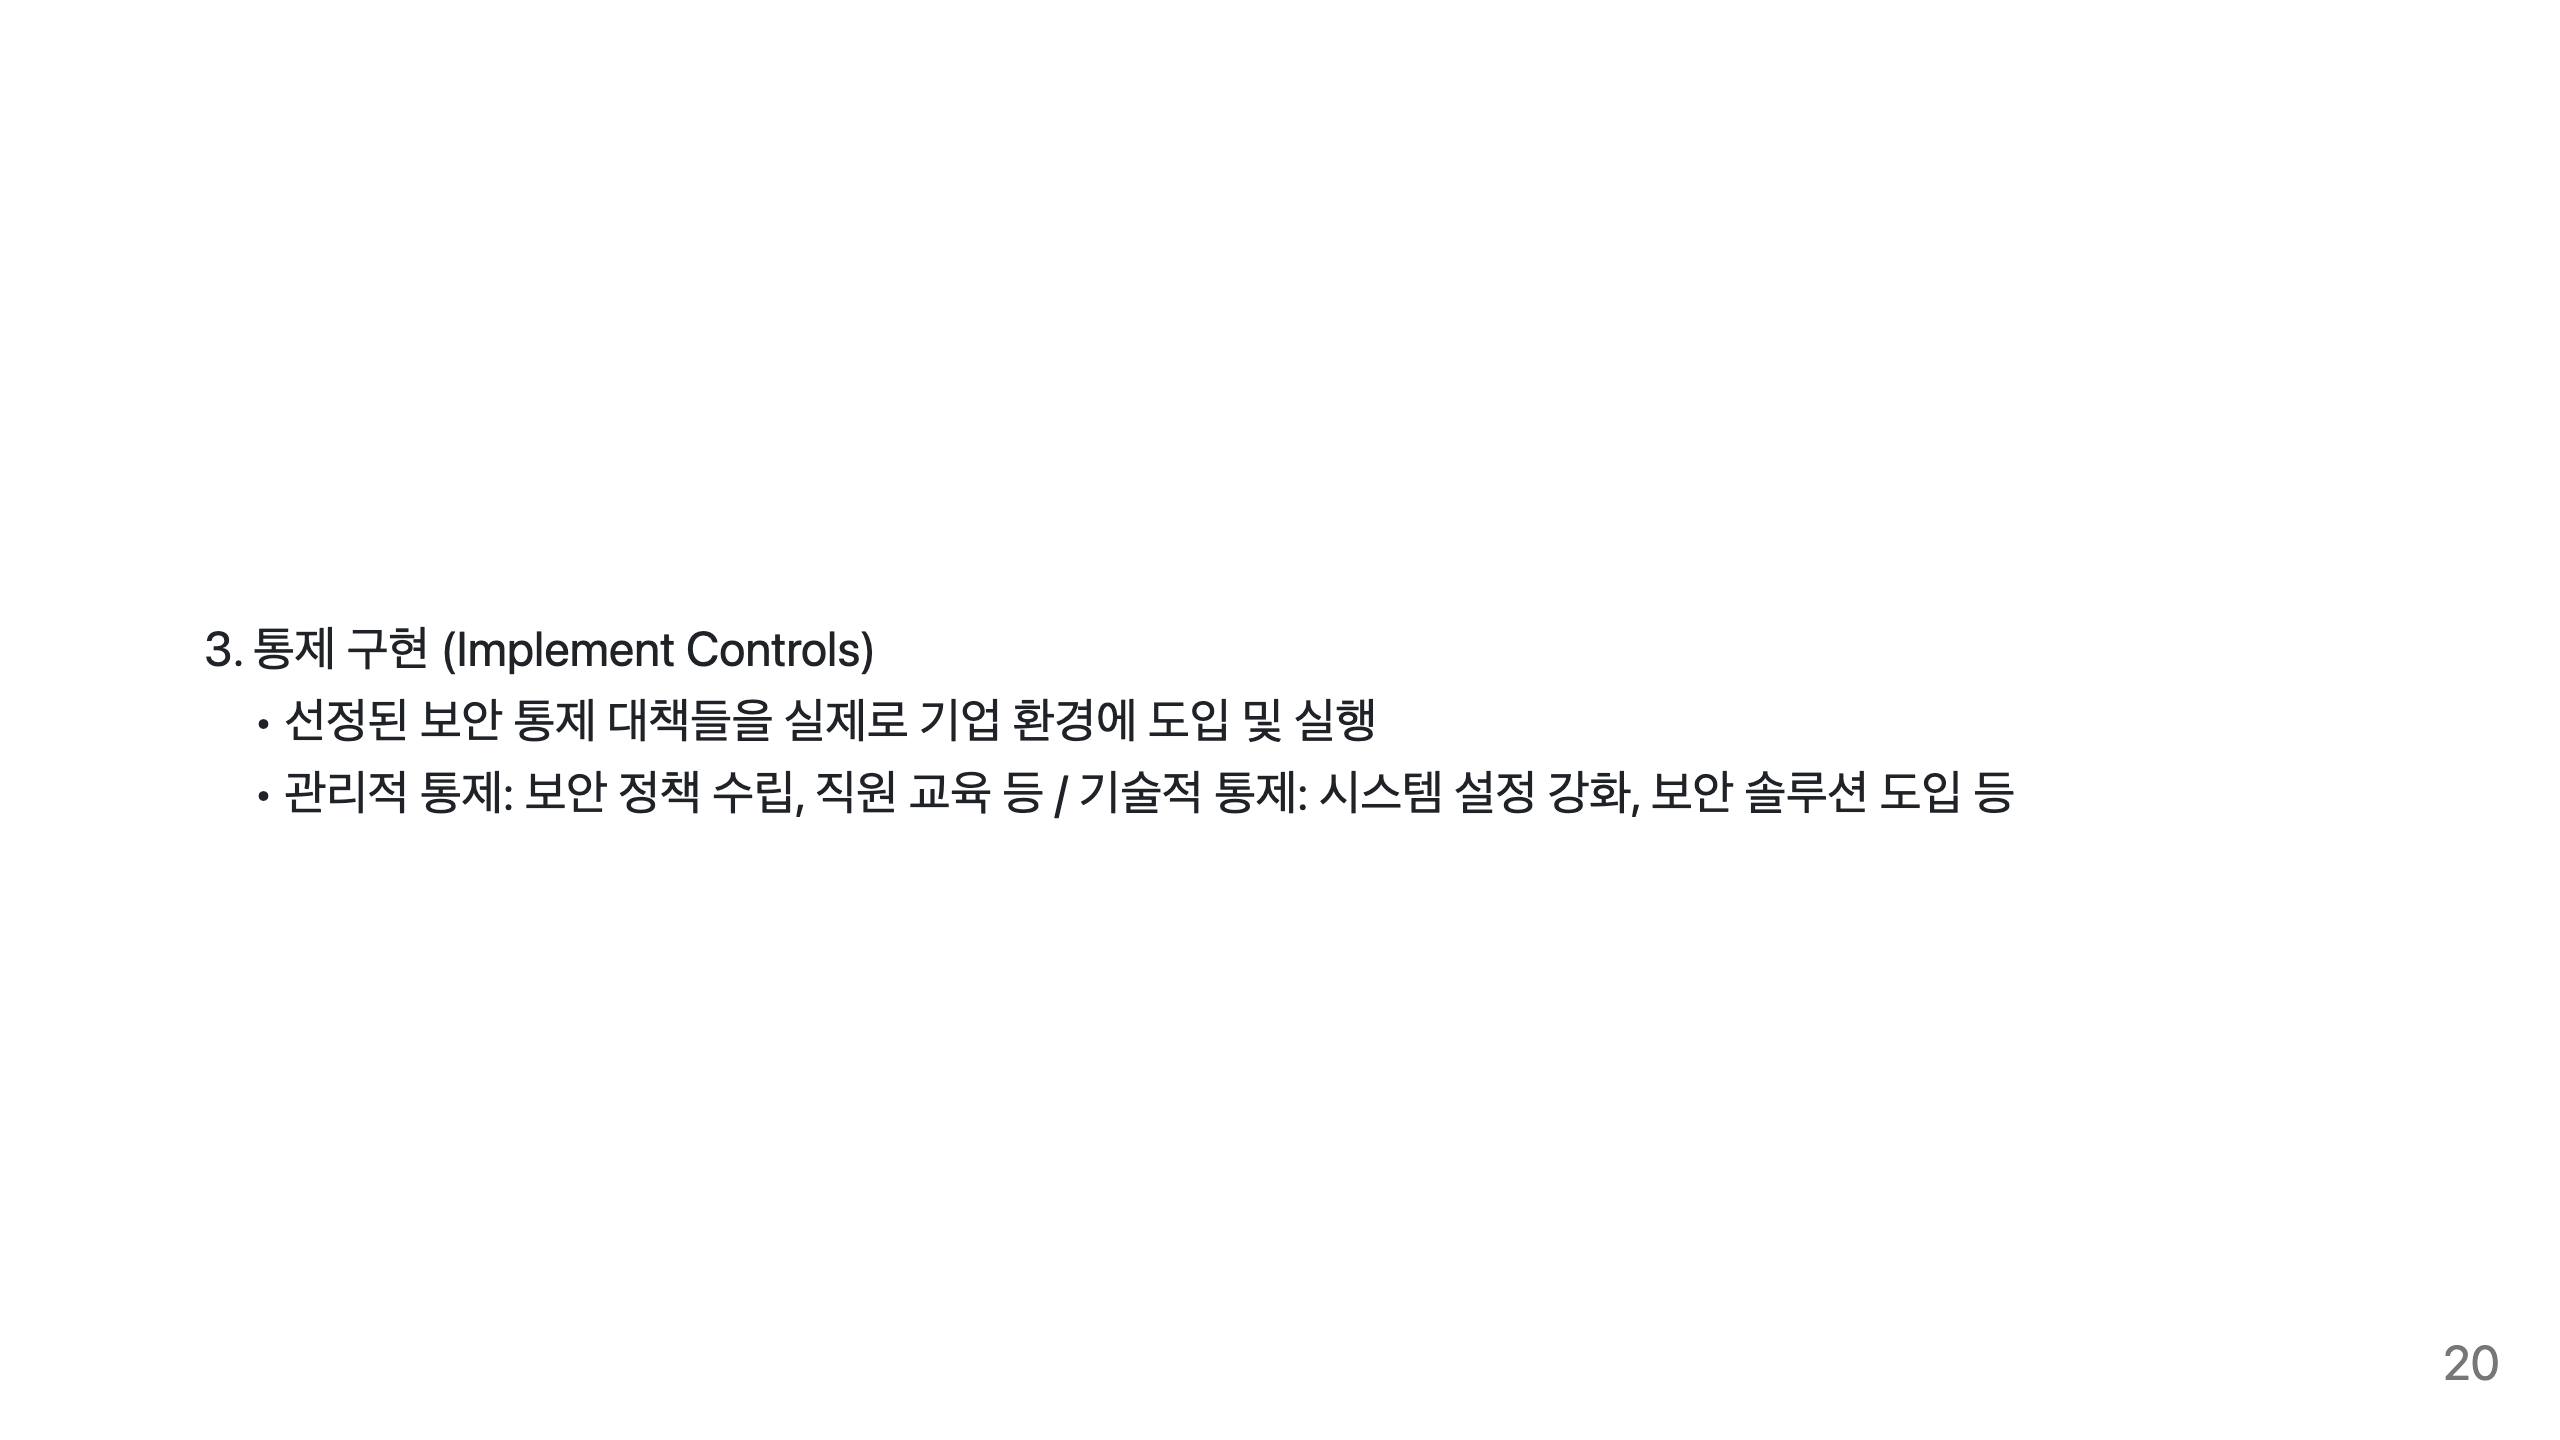 3. 통제 구현 (Implement Controls)
• 선정된 보안 통제 대책들을 실제로 기업 환경에 도입 및 실행
• 관리적 통제: 보안 정책 수립, 직원 교육 등 / 기술적 통제: 시스템 설정 강화, 보안 솔루션 도입 등
20